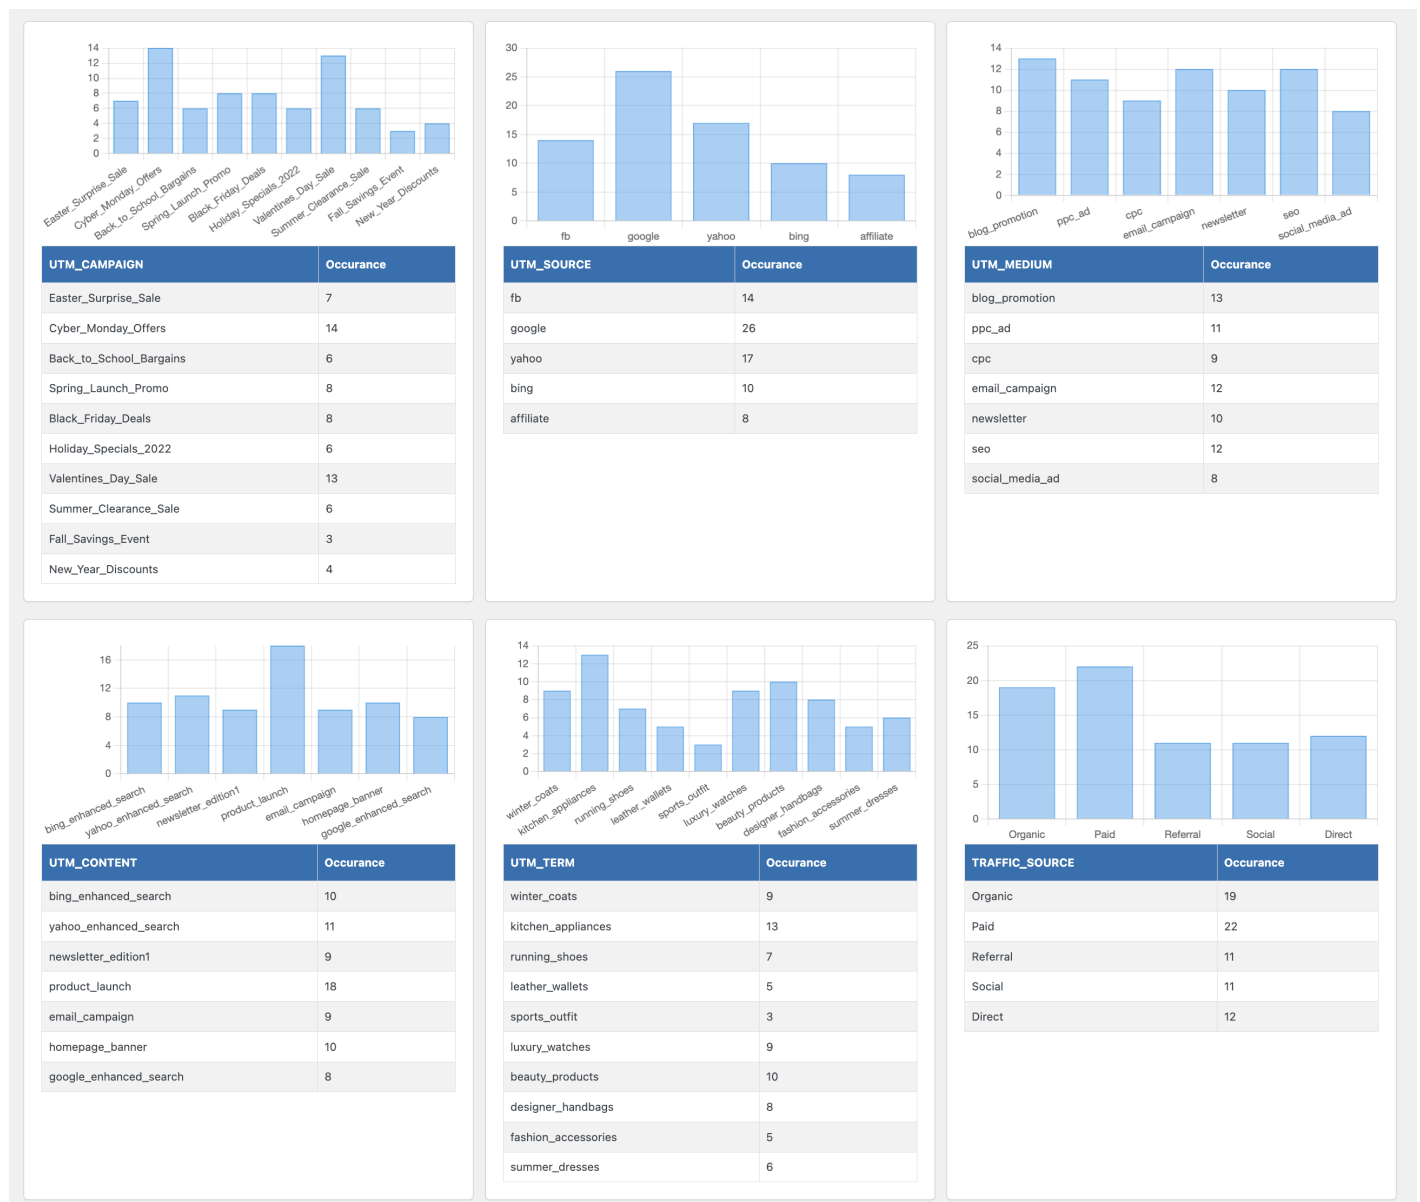 14
12
10
8
6
4
2
0
Easter_Surprise_Sale
Cyber_Monday_Offers
Back_to_School_Bargains
Spring_Launch_Promo
Black_Friday_Deals
Holiday_Specials_2022
Valentines_Day_Sale
Summer_Clearance_Sale
Fall_Savings_Event
New_Year_Discounts
UTM_CAMPAIGN Occurance
Easter_Surprise_Sale 7
Cyber_Monday_Offers 14
Back_to_School_Bargains 6
Spring_Launch_Promo 8
Black_Friday_Deals 8
Holiday_Specials_2022 6
Valentines_Day_Sale 13
Summer_Clearance_Sale 6
Fall_Savings_Event 3
New_Year_Discounts 4
30
25
20
15
10
5
0
fb google yahoo bing affiliate
UTM_SOURCE Occurance
fb 14
google 26
yahoo 17
bing 10
affiliate 8
14
12
10
8
6
4
2
0
blog_promotion
ppc_ad
cpc
email_campaign
newsletter
seo
social_media_ad
UTM_MEDIUM Occurance
blog_promotion 13
ppc_ad 11
cpc 9
email_campaign 12
newsletter 10
seo 12
social_media_ad 8
16
12
8
4
0
bing_enhanced_search
yahoo_enhanced_search
newsletter_edition1
product_launch
email_campaign
homepage_banner
google_enhanced_search
UTM_CONTENT Occurance
bing_enhanced_search 10
yahoo_enhanced_search 11
newsletter_edition1 9
product_launch 18
email_campaign 9
homepage_banner 10
google_enhanced_search 8
14
12
10
8
6
4
2
0
winter_coats
kitchen_appliances
running_shoes
leather_wallets
sports_outfit
luxury_watches
beauty_products
designer_handbags
fashion_accessories
summer_dresses
UTM_TERM Occurance
winter_coats 9
kitchen_appliances 13
running_shoes 7
leather_wallets 5
sports_outfit 3
luxury_watches 9
beauty_products 10
designer_handbags 8
fashion_accessories 5
summer_dresses 6
25
20
15
10
5
0
Organic Paid Referral Social Direct
TRAFFIC_SOURCE Occurance
Organic 19
Paid 22
Referral 11
Social 11
Direct 12